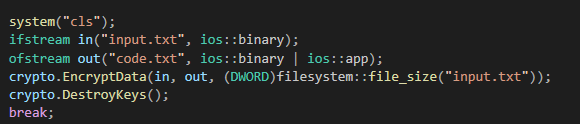 system("cls");
ifstream in("input.txt", ios::binary);
ofstream out("code.txt", ios::binary | ios::app);
crypto.EncryptData(in, out, (DWORD)filesystem::file_size("input.txt"));
crypto.DestroyKeys();
break;